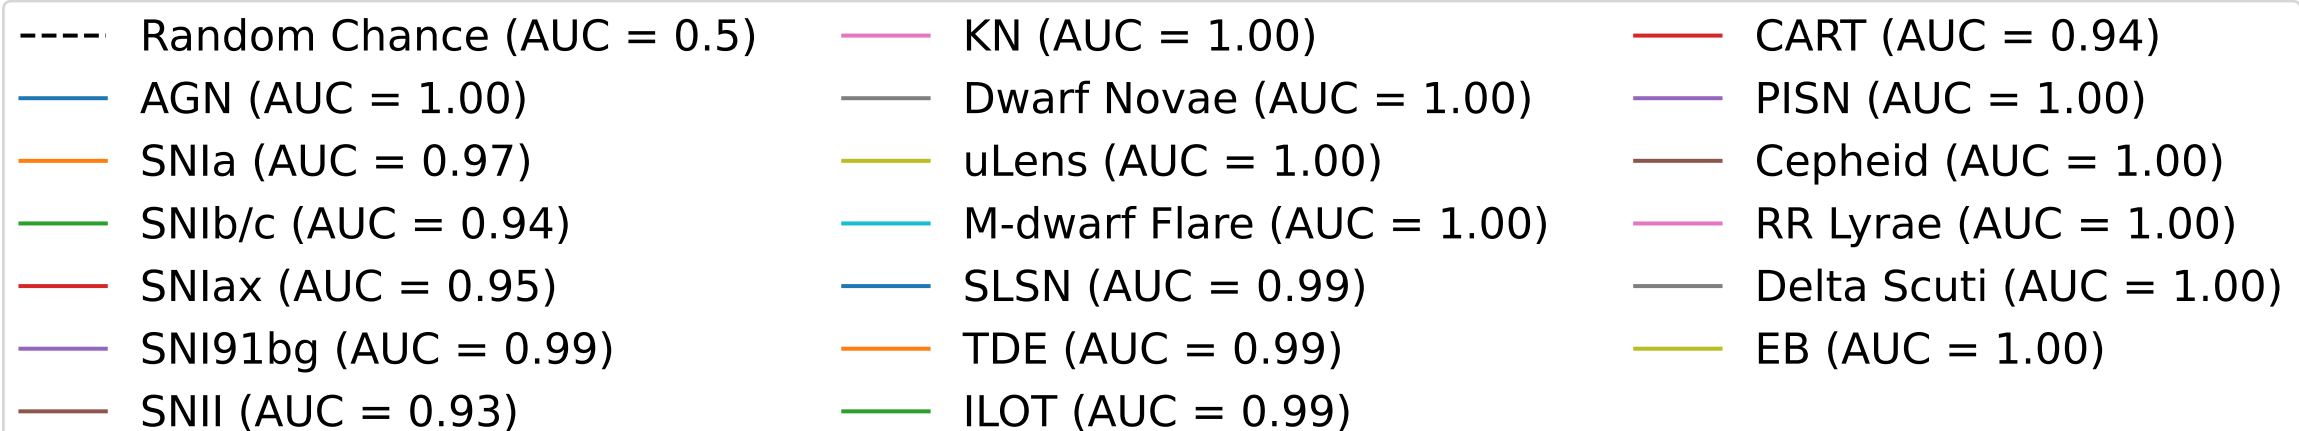 Random Chance (AUC = 0.5)
AGN (AUC = 1.00)
SNIa (AUC = 0.97)
SNIb/c (AUC = 0.94)
SNIax (AUC = 0.95)
SNI91bg (AUC = 0.99)
SNII (AUC = 0.93)
KN (AUC = 1.00)
Dwarf Novae (AUC = 1.00)
uLens (AUC = 1.00)
M-dwarf Flare (AUC = 1.00)
SLSN (AUC = 0.99)
TDE (AUC = 0.99)
ILOT (AUC = 0.99)
CART (AUC = 0.94)
PISN (AUC = 1.00)
Cepheid (AUC = 1.00)
RR Lyrae (AUC = 1.00)
Delta Scuti (AUC = 1.00)
EB (AUC = 1.00)